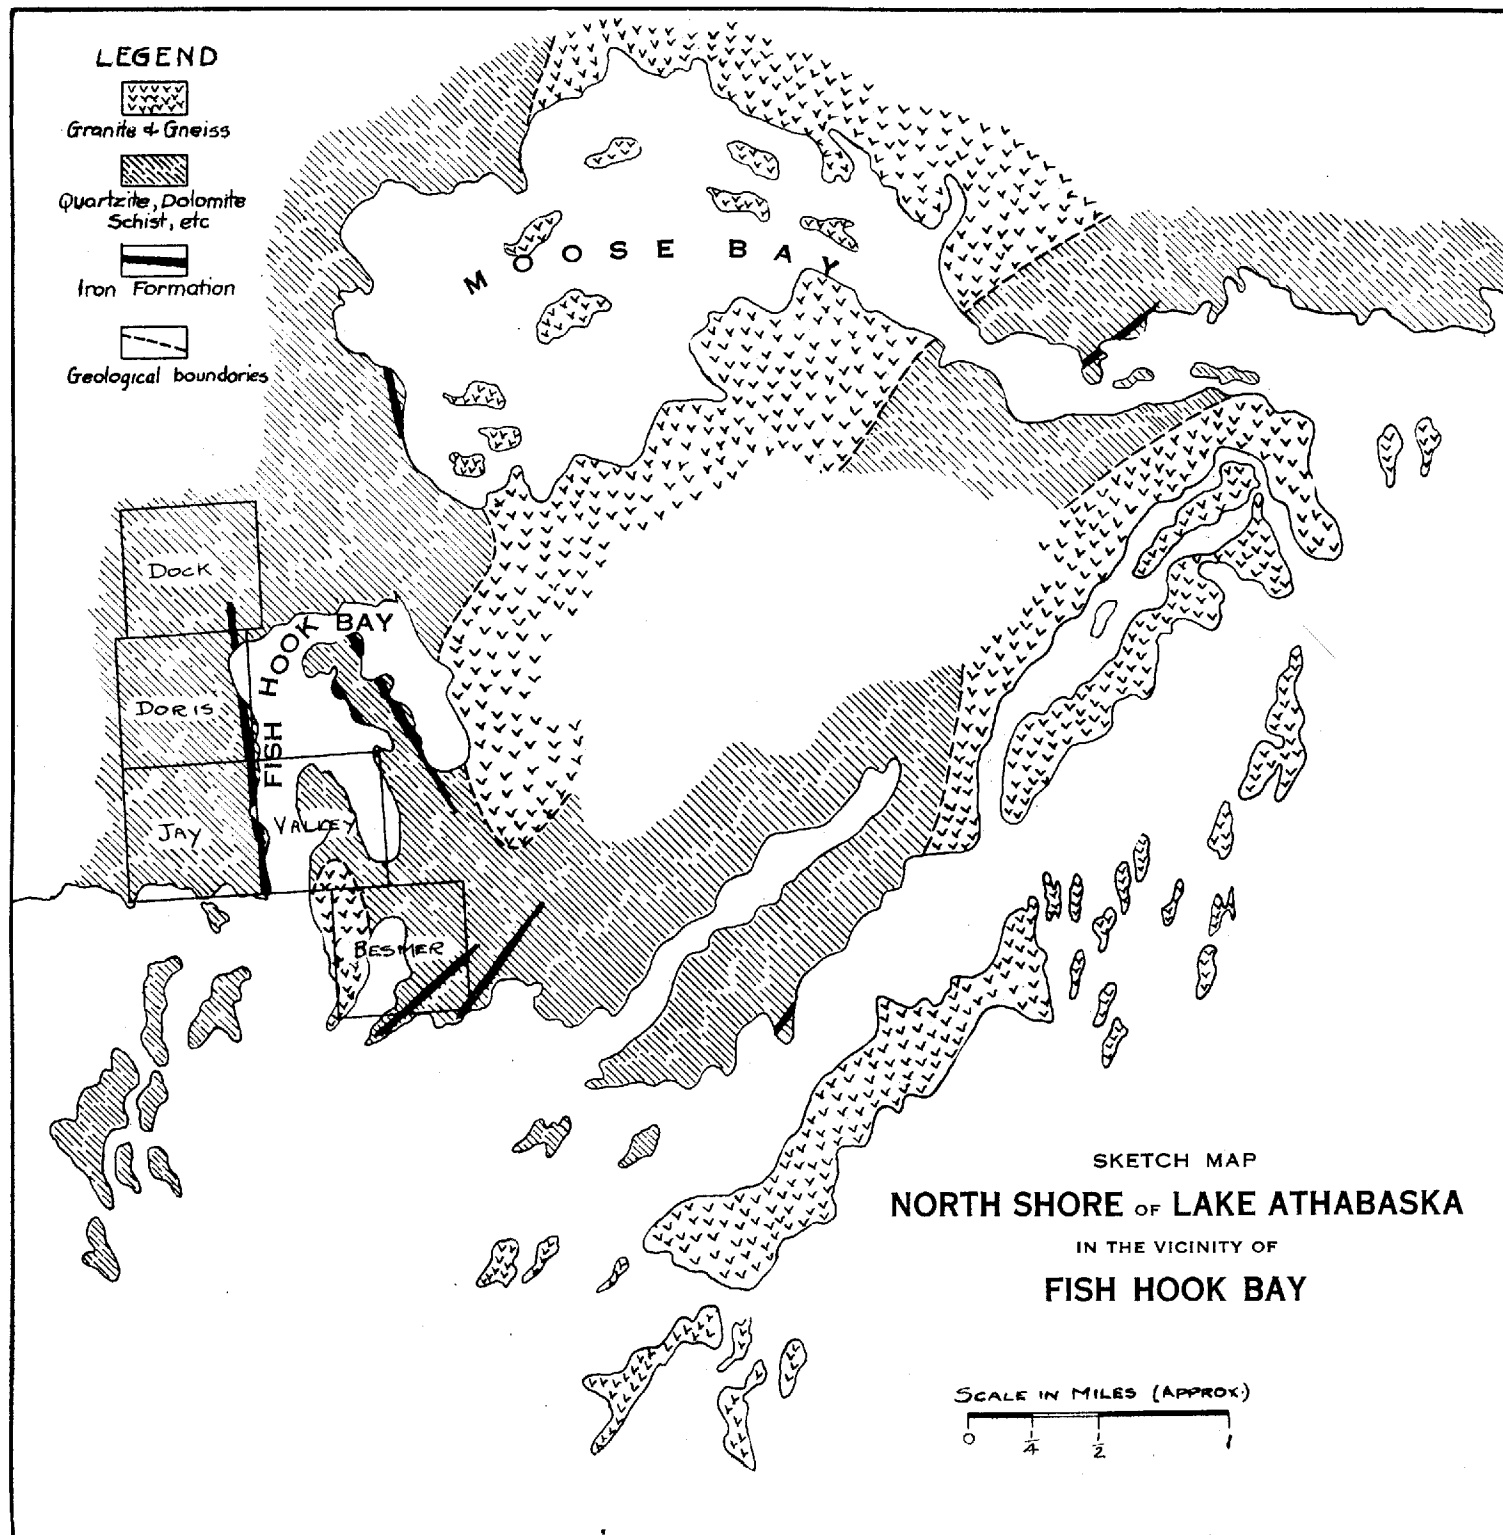 LEGEND
Granite & Gneiss
Quartzite, Dolomite
Schist, etc
Iron Formation
Geological boundories
MOOSE BAY
Dock
FISH HOOK BAY
DORIS
JAY
VALLEY
BESMER
SKETCH MAP
NORTH SHORE OF LAKE ATHABASKA
IN THE VICINITY OF
FISH HOOK BAY
SCALE IN MILES (APPROX.)
0 1/4 1/2 1